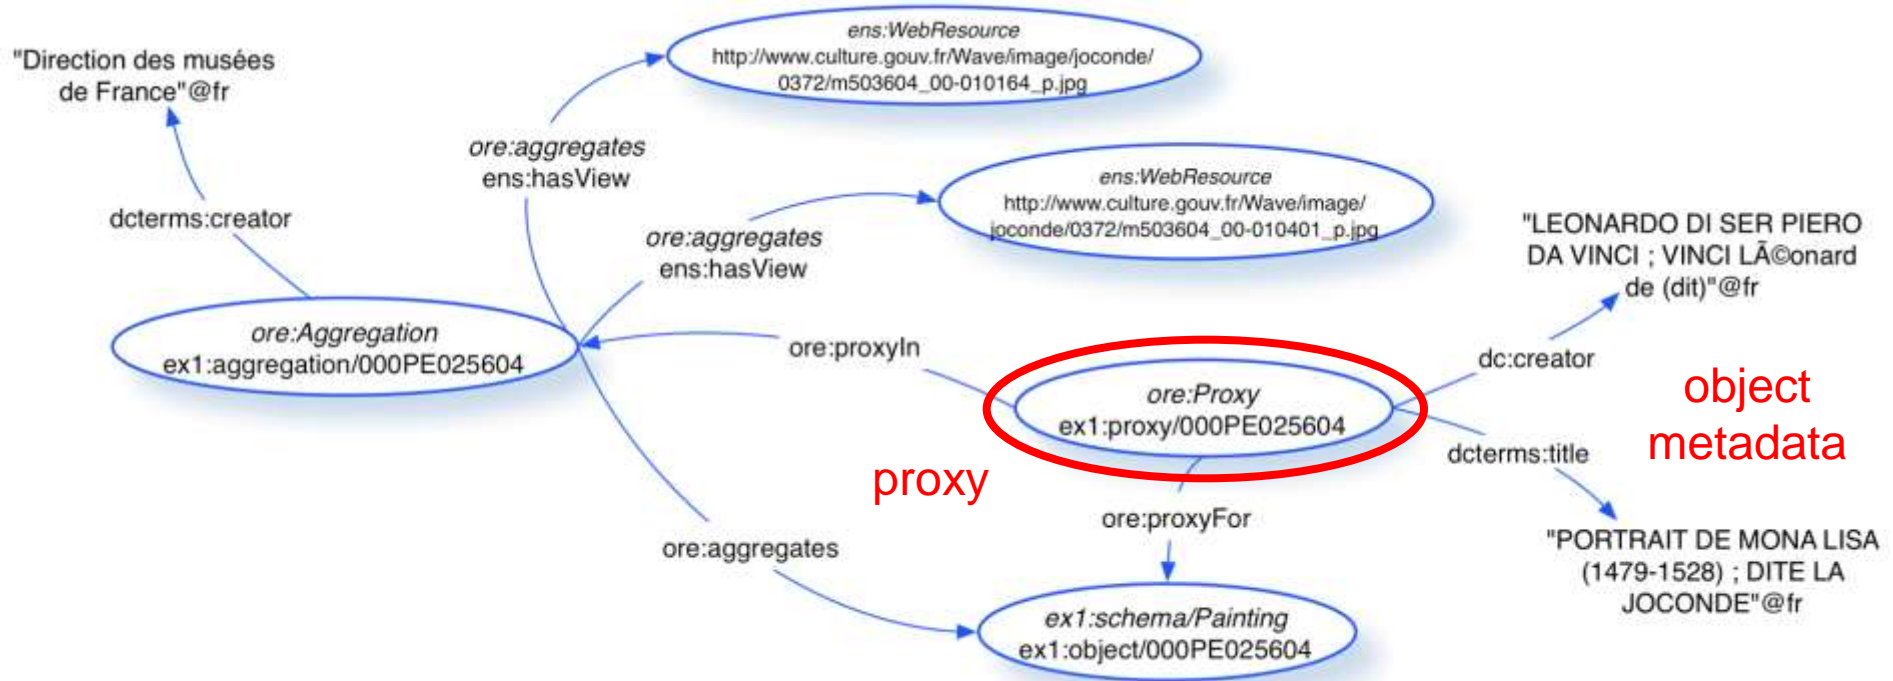 ens:WebResource
http://www.culture.gouv.fr/Wave/image/joconde/
0372/m503604_00-010164_p.jpg
"Direction des musées
de France"@fr
ore:aggregates
ens:hasView
ens:WebResource
http://www.culture.gouv.fr/Wave/image/
joconde/0372/m503604_00-010401_p.jpg
dcterms:creator
ore:aggregates
ens:hasView
"LEONARDO DI SER PIERO
DA VINCI ; VINCI LÃ©onard
de (dit)"@fr
ore:Aggregation
ex1:aggregation/000PE025604
ore:proxyIn
dc:creator
ore:Proxy
ex1:proxy/000PE025604
object
metadata
dcterms:title
proxy
ore:proxyFor
ore:aggregates
"PORTRAIT DE MONA LISA
(1479-1528) ; DITE LA
JOCONDE"@fr
ex1:schema/Painting
ex1:object/000PE025604